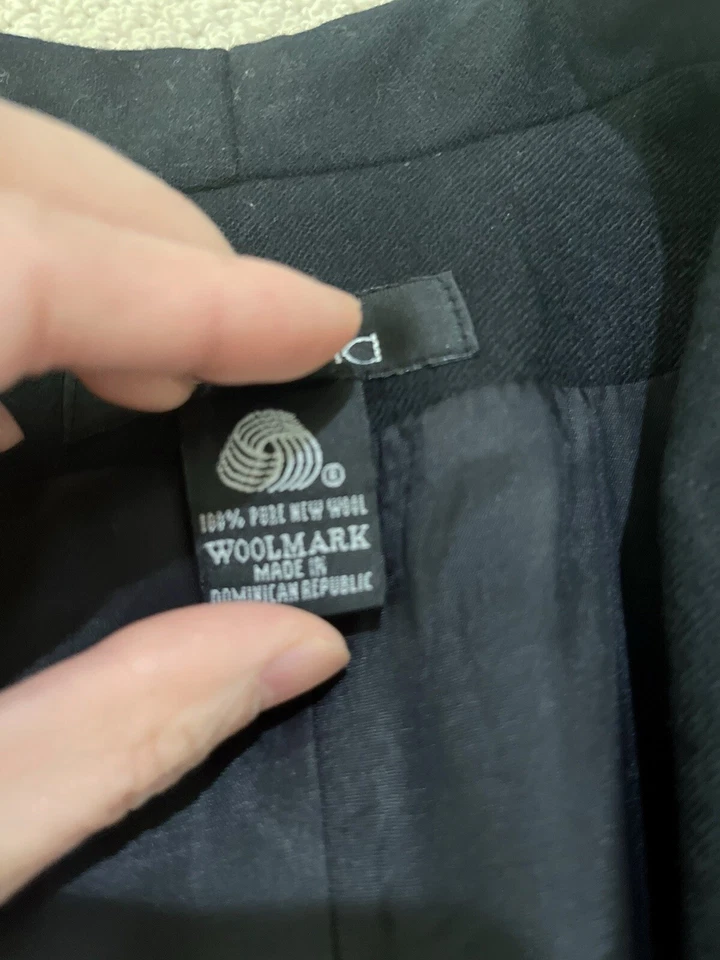 100% PURE NEW WOOL
WOOLMARK
MADE IN
DOMINICAN REPUBLIC